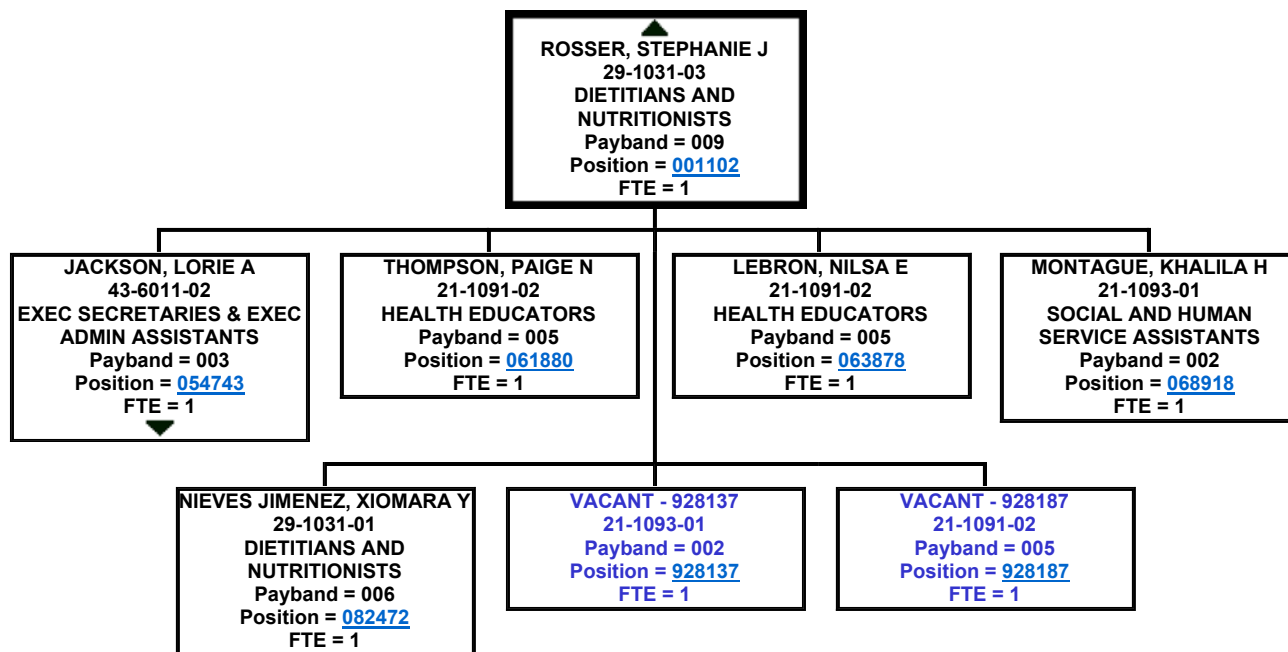 ROSSER, STEPHANIE J
29-1031-03
DIETITIANS AND
NUTRITIONISTS
Payband = 009
Position = 001102
FTE = 1
JACKSON, LORIE A
43-6011-02
EXEC SECRETARIES & EXEC
ADMIN ASSISTANTS
Payband = 003
Position = 054743
FTE = 1
THOMPSON, PAIGE N
21-1091-02
HEALTH EDUCATORS
Payband = 005
Position = 061880
FTE = 1
LEBRON, NILSA E
21-1091-02
HEALTH EDUCATORS
Payband = 005
Position = 063878
FTE = 1
MONTAGUE, KHALILA H
21-1093-01
SOCIAL AND HUMAN
SERVICE ASSISTANTS
Payband = 002
Position = 068918
FTE = 1
NIEVES JIMENEZ, XIOMARA Y
29-1031-01
DIETITIANS AND
NUTRITIONISTS
Payband = 006
Position = 082472
FTE = 1
VACANT - 928137
21-1093-01
Payband = 002
Position = 928137
FTE = 1
VACANT - 928187
21-1091-02
Payband = 005
Position = 928187
FTE = 1